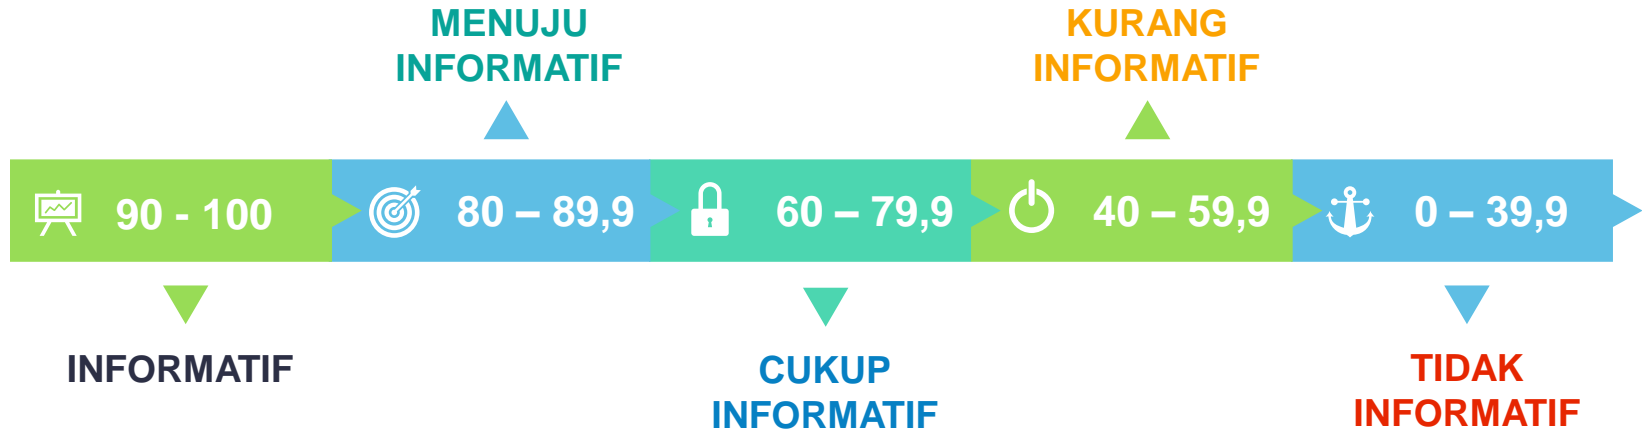 MENUJU
INFORMATIF
KURANG
INFORMATIF
90 - 100
80 – 89,9
60 – 79,9
40 – 59,9
0 – 39,9
INFORMATIF
CUKUP
INFORMATIF
TIDAK
INFORMATIF